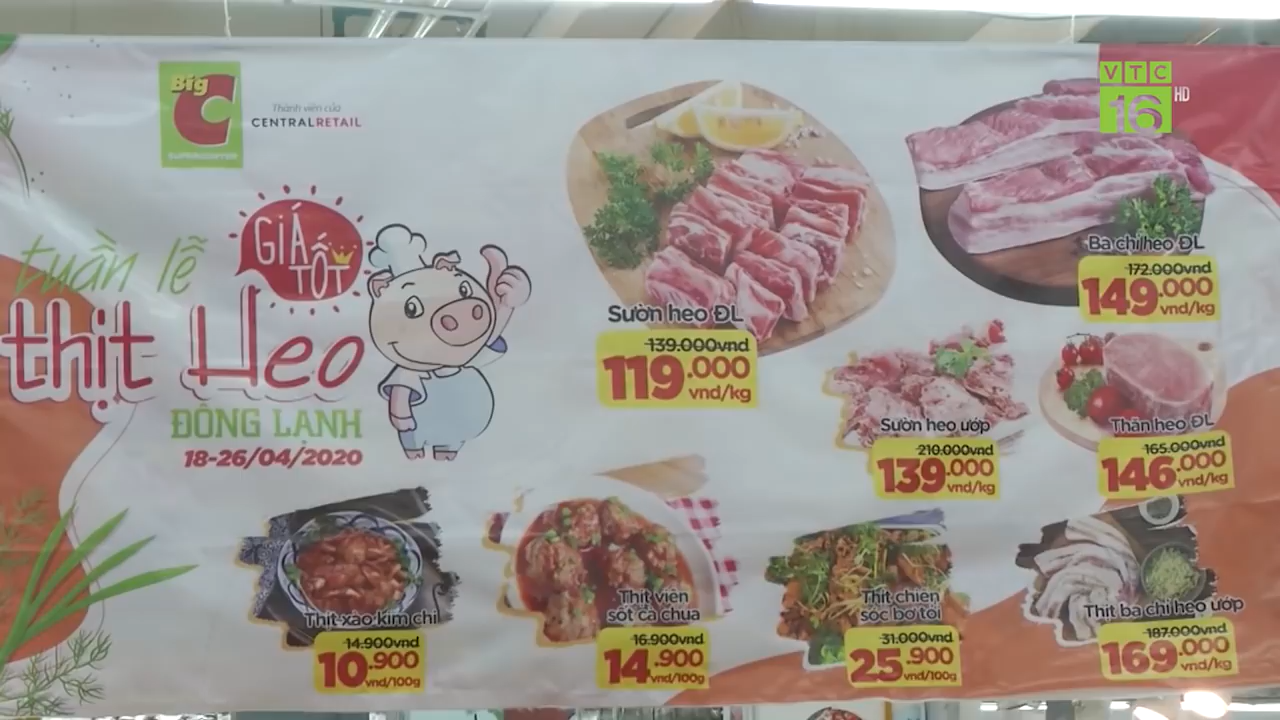 Big
C
Thành viên của
CENTRALRETAIL
VTC
16 HD
GIÁ
TỐT
tuần lễ
thịt Heo
ĐÔNG LẠNH
18-26/04/2020
Sườn heo ĐL
139.000vnd
119.000
vnd/kg
Ba chỉ heo ĐL
172.000vnd
149.000
vnd/kg
Sườn heo ướp
210.000vnd
139.000
vnd/kg
Thăn heo ĐL
165.000vnd
146.000
vnd/kg
Thịt xào kim chi
14.900vnd
10.900
vnd/100g
Thịt viên
sốt cà chua
16.900vnd
14.900
vnd/100g
Thịt chiên
sốc bơ tỏi
31.000vnd
25.900
vnd/100g
Thịt ba chỉ heo ướp
187.000vnd
169.000
vnd/kg